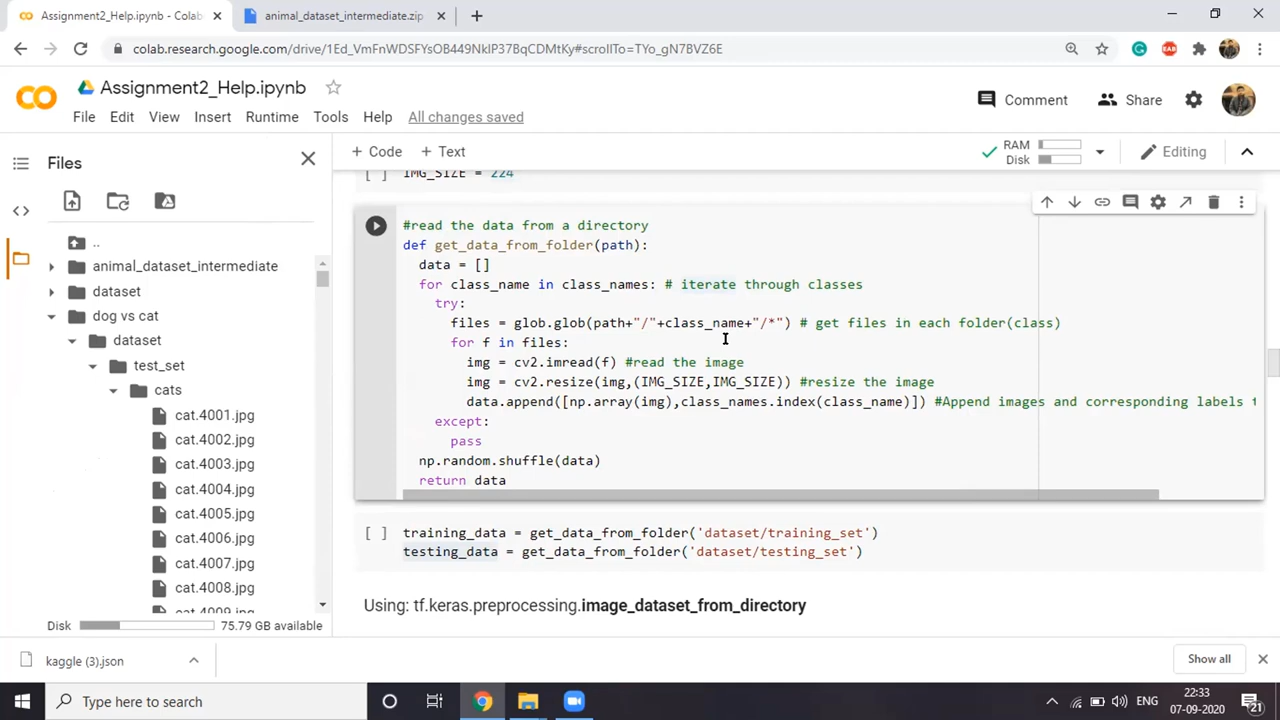 Assignment2_Help.ipynb - Colab
animal_dataset_intermediate.zip
colab.research.google.com/drive/1Ed_VmFnWDSFYsOB449NklP37BqCDMtKy#scrollTo=TYo_gN7BVZ6E
Assignment2_Help.ipynb
Comment
Share
File Edit View Insert Runtime Tools Help All changes saved
Files
+ Code + Text
RAM
Disk
Editing
[ ] IMG_SIZE = 224
..
animal_dataset_intermediate
dataset
dog vs cat
dataset
test_set
cats
cat.4001.jpg
cat.4002.jpg
cat.4003.jpg
cat.4004.jpg
cat.4005.jpg
cat.4006.jpg
cat.4007.jpg
cat.4008.jpg
cat.4009.jpg
Disk 75.79 GB available
#read the data from a directory
def get_data_from_folder(path):
data = []
for class_name in class_names: # iterate through classes
try:
files = glob.glob(path+"/"+class_name+"/*") # get files in each folder(class)
for f in files:
img = cv2.imread(f) #read the image
img = cv2.resize(img,(IMG_SIZE,IMG_SIZE)) #resize the image
data.append([np.array(img),class_names.index(class_name)]) #Append images and corresponding labels t
except:
pass
np.random.shuffle(data)
return data
[ ] training_data = get_data_from_folder('dataset/training_set')
testing_data = get_data_from_folder('dataset/testing_set')
Using: tf.keras.preprocessing.image_dataset_from_directory
kaggle (3).json
Show all
Type here to search
ENG
22:33
07-09-2020
21